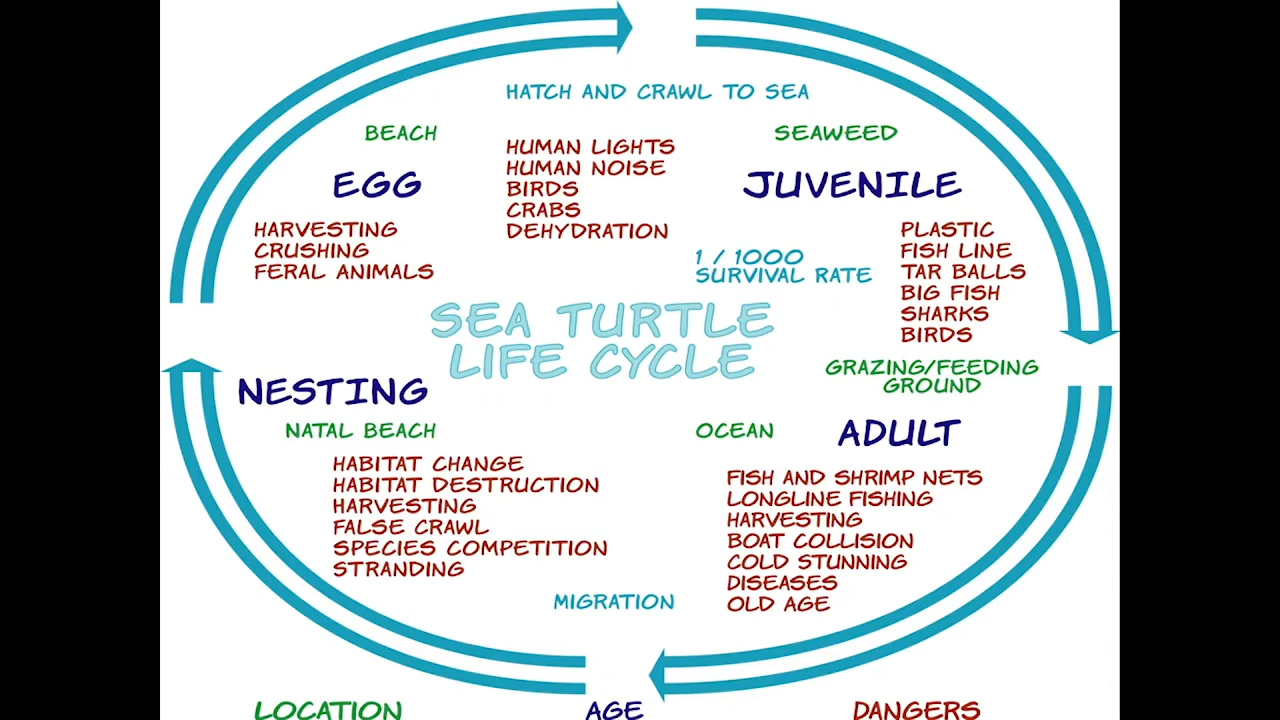 HATCH AND CRAWL TO SEA
BEACH
EGG
HARVESTING
CRUSHING
FERAL ANIMALS
HUMAN LIGHTS
HUMAN NOISE
BIRDS
CRABS
DEHYDRATION
SEAWEED
JUVENILE
PLASTIC
FISH LINE
TAR BALLS
BIG FISH
SHARKS
BIRDS
1 / 1000
SURVIVAL RATE
SEA TURTLE
LIFE CYCLE
GRAZING/FEEDING
GROUND
OCEAN
ADULT
FISH AND SHRIMP NETS
LONGLINE FISHING
HARVESTING
BOAT COLLISION
COLD STUNNING
DISEASES
OLD AGE
MIGRATION
NESTING
NATAL BEACH
HABITAT CHANGE
HABITAT DESTRUCTION
HARVESTING
FALSE CRAWL
SPECIES COMPETITION
STRANDING
LOCATION
AGE
DANGERS